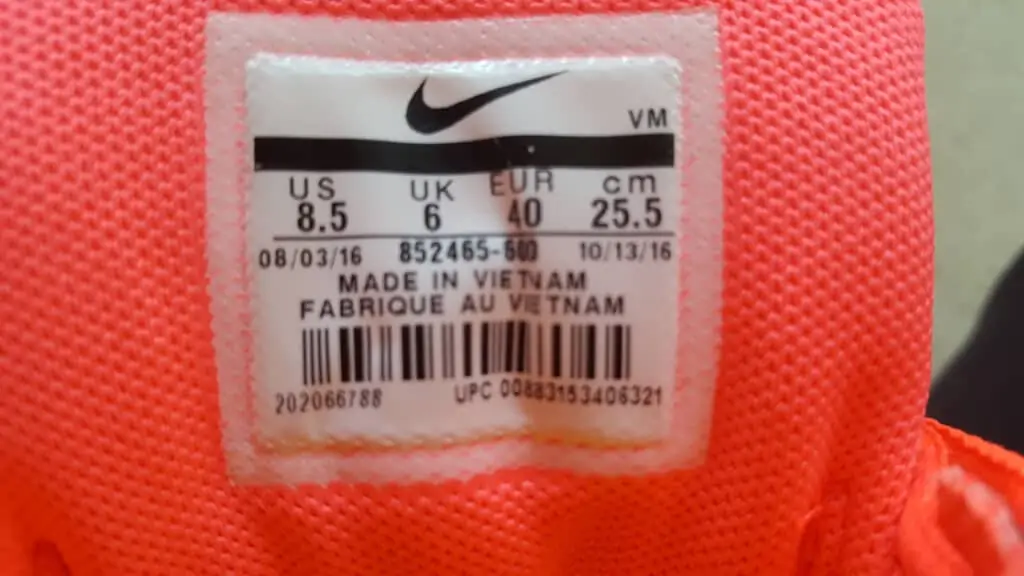 VM
US UK EUR cm
8.5 6 40 25.5
08/03/16 852465-600 10/13/16
MADE IN VIETNAM
FABRIQUE AU VIETNAM
202066788 UPC 00883153406321